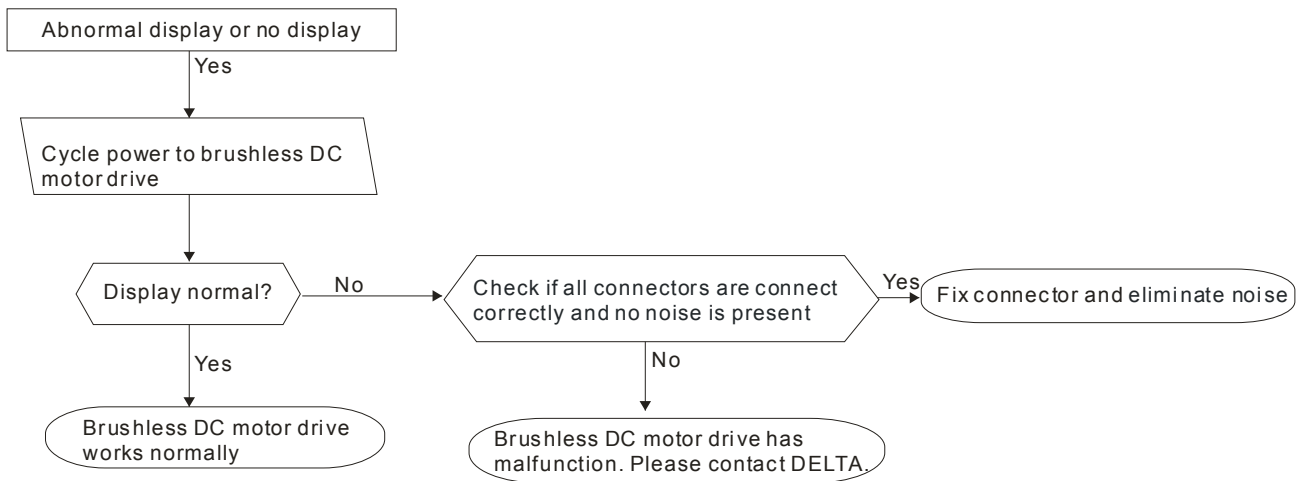 Abnormal display or no display
Yes
Cycle power to brushless DC
motor drive
Display normal?
No
Check if all connectors are connect
correctly and no noise is present
Yes
Fix connector and eliminate noise
Yes
No
Brushless DC motor drive
works normally
Brushless DC motor drive has
malfunction. Please contact DELTA.